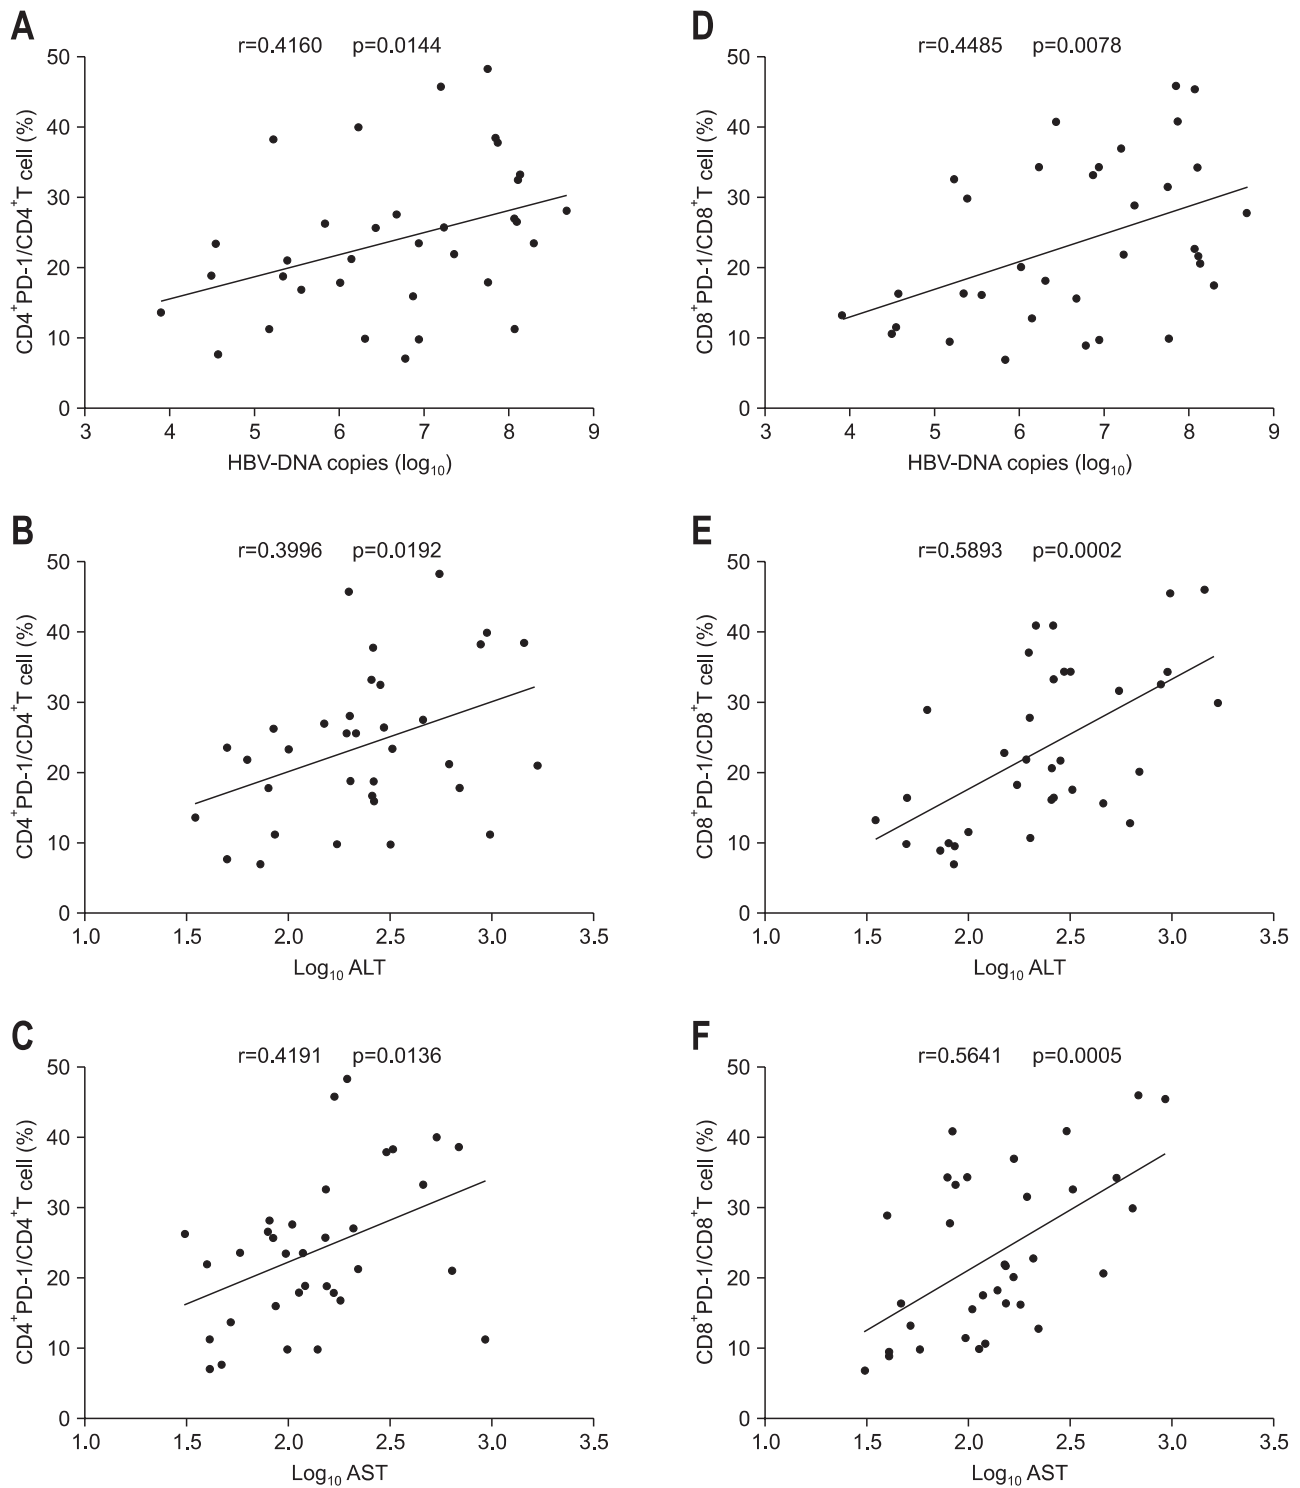 A
r=0.4160 p=0.0144
CD4⁺PD-1/CD4⁺T cell (%)
50
40
30
20
10
0
3 4 5 6 7 8 9
HBV-DNA copies (log₁₀)
D
r=0.4485 p=0.0078
CD8⁺PD-1/CD8⁺T cell (%)
50
40
30
20
10
0
3 4 5 6 7 8 9
HBV-DNA copies (log₁₀)
B
r=0.3996 p=0.0192
CD4⁺PD-1/CD4⁺T cell (%)
50
40
30
20
10
0
1.0 1.5 2.0 2.5 3.0 3.5
Log₁₀ ALT
E
r=0.5893 p=0.0002
CD8⁺PD-1/CD8⁺T cell (%)
50
40
30
20
10
0
1.0 1.5 2.0 2.5 3.0 3.5
Log₁₀ ALT
C
r=0.4191 p=0.0136
CD4⁺PD-1/CD4⁺T cell (%)
50
40
30
20
10
0
1.0 1.5 2.0 2.5 3.0 3.5
Log₁₀ AST
F
r=0.5641 p=0.0005
CD8⁺PD-1/CD8⁺T cell (%)
50
40
30
20
10
0
1.0 1.5 2.0 2.5 3.0 3.5
Log₁₀ AST